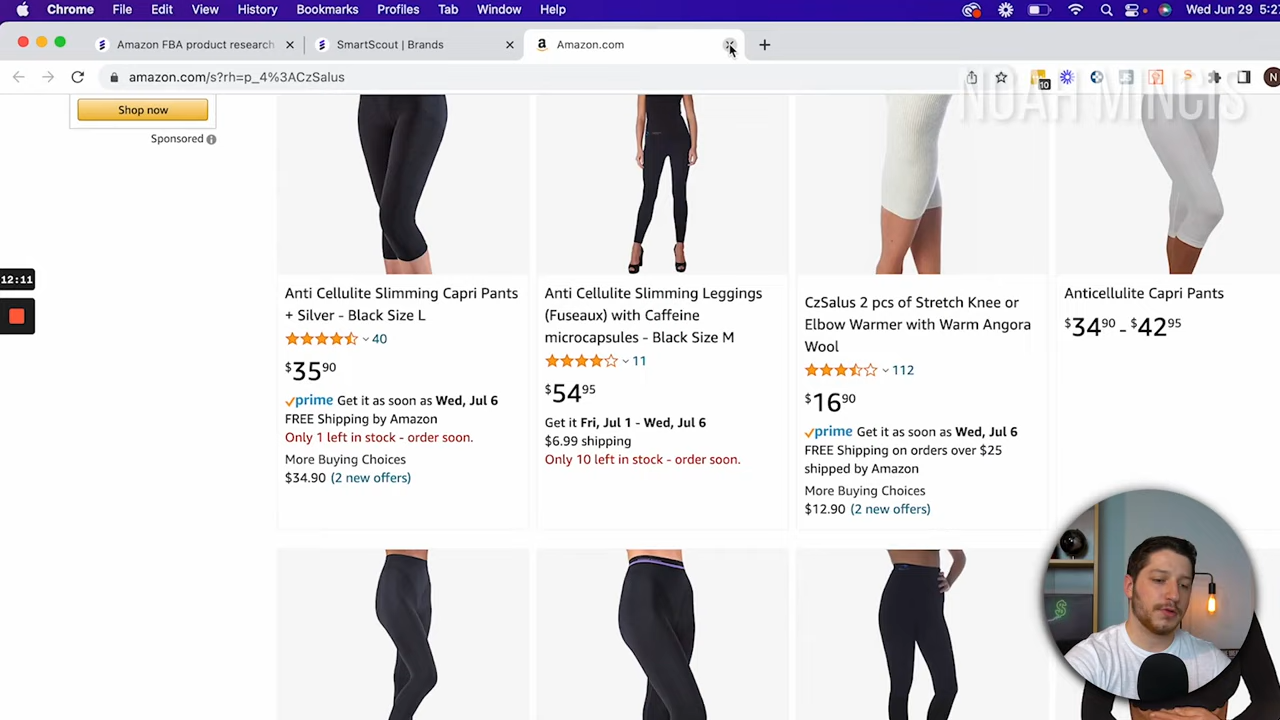 Chrome File Edit View History Bookmarks Profiles Tab Window Help Wed Jun 29 5:2
Amazon FBA product research SmartScout | Brands Amazon.com
amazon.com/s?rh=p_4%3ACzSalus
10
N
NOAH MINCIS
Shop now
Sponsored
12:11
Anti Cellulite Slimming Capri Pants
+ Silver - Black Size L
40
$35.90
prime Get it as soon as Wed, Jul 6
FREE Shipping by Amazon
Only 1 left in stock - order soon.
More Buying Choices
$34.90 (2 new offers)
Anti Cellulite Slimming Leggings
(Fuseaux) with Caffeine
microcapsules - Black Size M
11
$54.95
Get it Fri, Jul 1 - Wed, Jul 6
$6.99 shipping
Only 10 left in stock - order soon.
CzSalus 2 pcs of Stretch Knee or
Elbow Warmer with Warm Angora
Wool
112
$16.90
prime Get it as soon as Wed, Jul 6
FREE Shipping on orders over $25
shipped by Amazon
More Buying Choices
$12.90 (2 new offers)
Anticellulite Capri Pants
$34.90 - $42.95